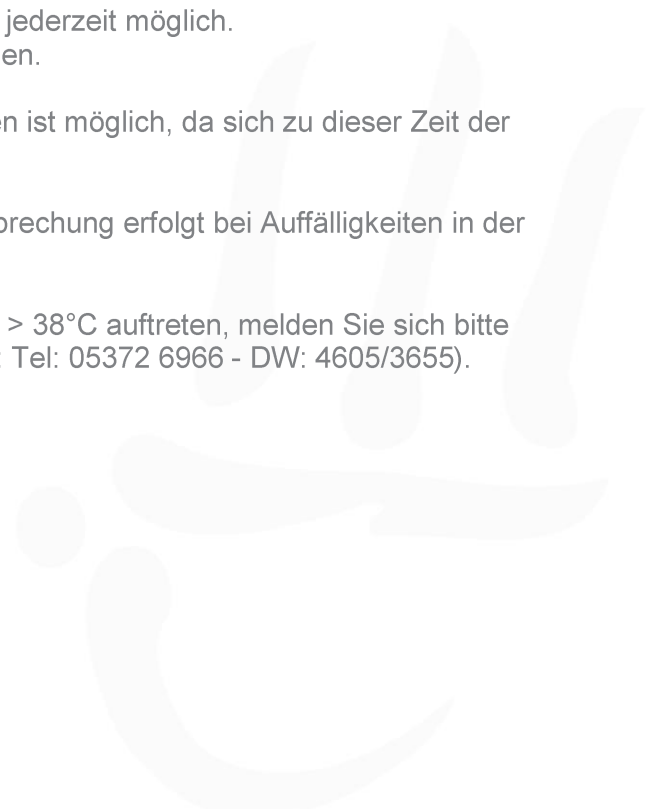 jederzeit möglich.
en.
en ist möglich, da sich zu dieser Zeit der
prechung erfolgt bei Auffälligkeiten in der
> 38°C auftreten, melden Sie sich bitte
: Tel: 05372 6966 - DW: 4605/3655).